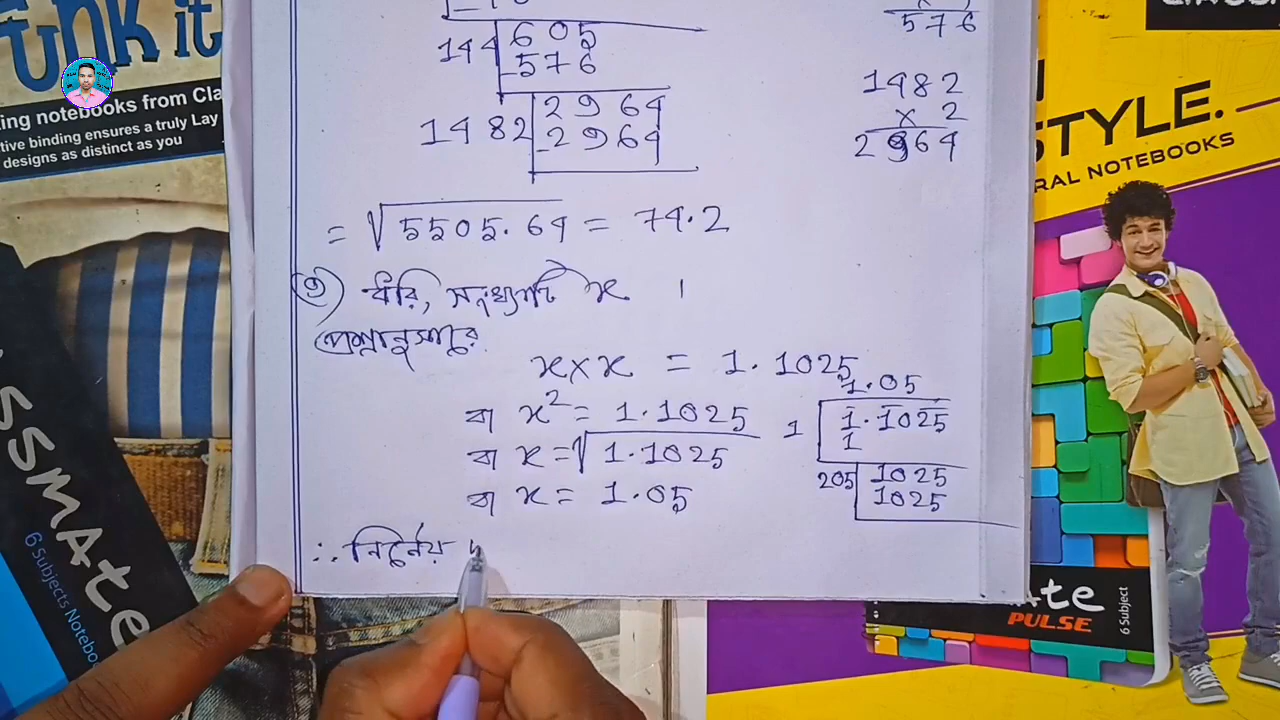 unk it
ing notebooks from Cla
tive binding ensures a truly Lay
designs as distinct as you
144 605
-576
1482 2964
-2964
576
1482
x 2
2964
= √5505.64 = 74.2
৩) ধরি, সংখ্যাটি x ।
প্রশ্নানুসারে
x×x = 1.1025
বা x² = 1.1025
বা x = √1.1025
বা x = 1.05
1.05
1 1.1025
1
205 1025
1025
∴ নির্ণেয়
STYLE.
RAL NOTEBOOKS
ssmate
6 Subjects Noteb
ate
PULSE
6 Subject